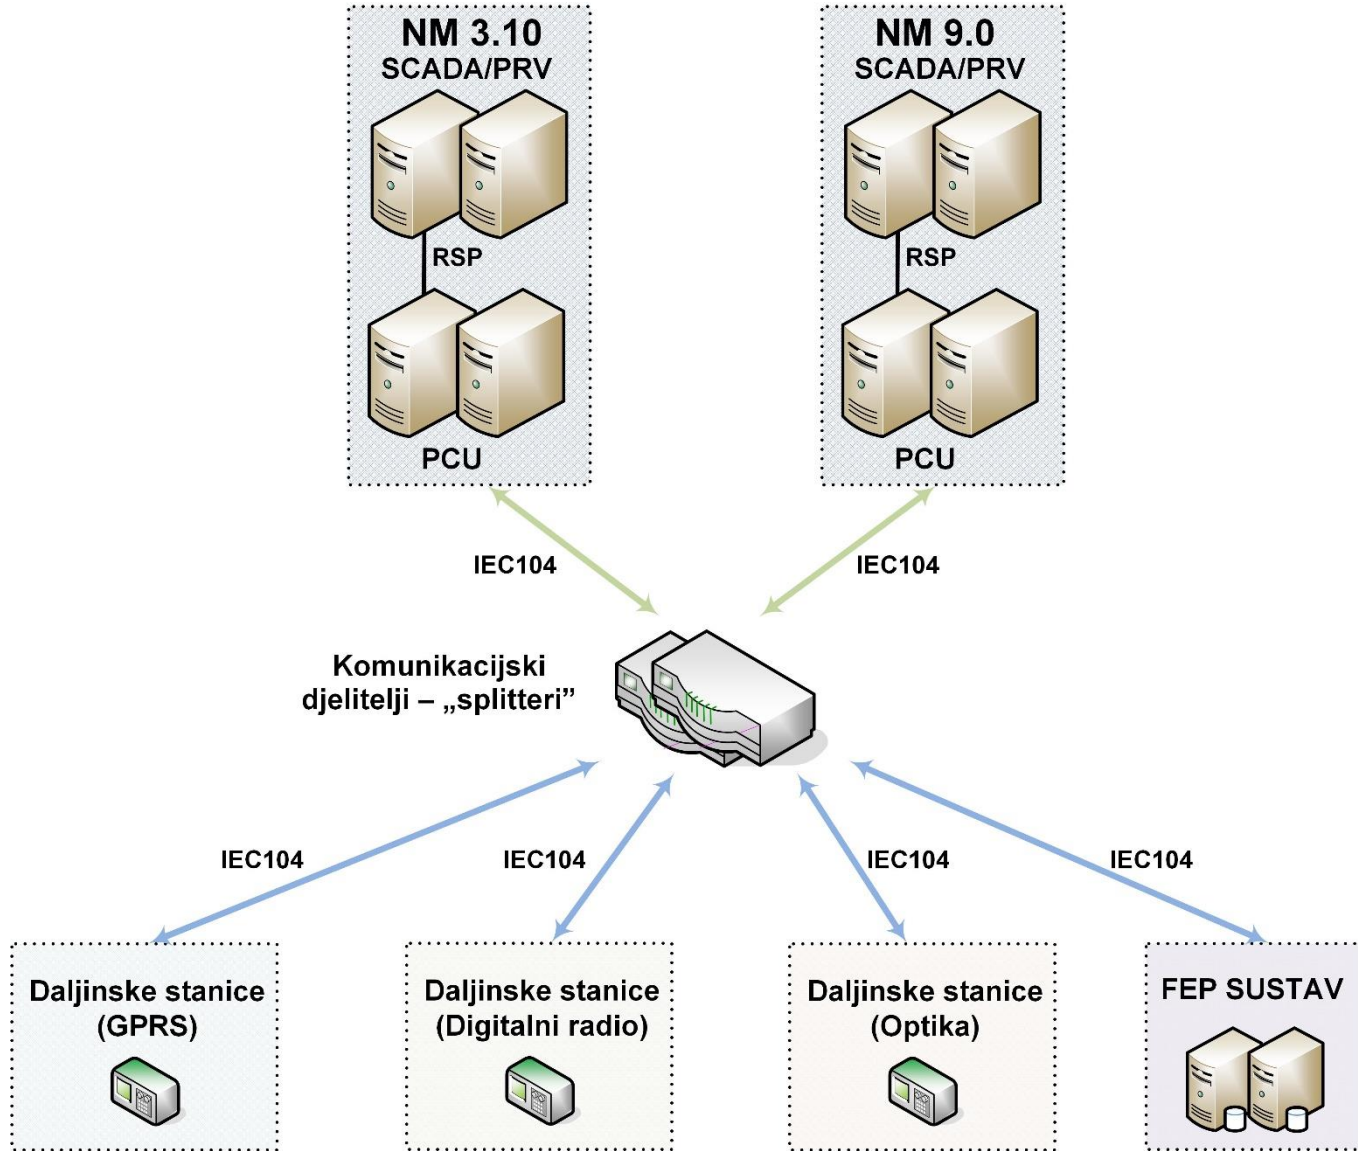 NM 3.10
SCADA/PRV
RSP
PCU
NM 9.0
SCADA/PRV
RSP
PCU
IEC104
IEC104
Komunikacijski
djelitelji – „splitteri”
IEC104
IEC104
IEC104
IEC104
Daljinske stanice
(GPRS)
Daljinske stanice
(Digitalni radio)
Daljinske stanice
(Optika)
FEP SUSTAV